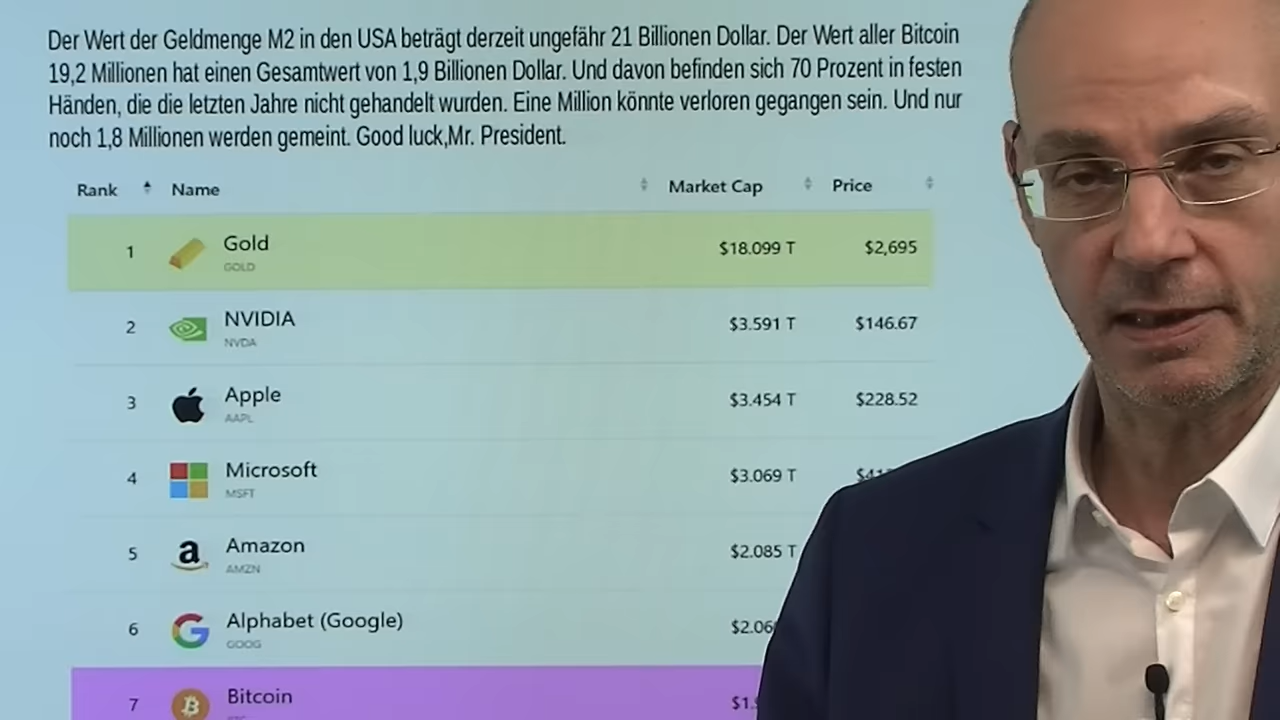 Der Wert der Geldmenge M2 in den USA beträgt derzeit ungefähr 21 Billionen Dollar. Der Wert aller Bitcoin
19,2 Millionen hat einen Gesamtwert von 1,9 Billionen Dollar. Und davon befinden sich 70 Prozent in festen
Händen, die die letzten Jahre nicht gehandelt wurden. Eine Million könnte verloren gegangen sein. Und nur
noch 1,8 Millionen werden gemeint. Good luck,Mr. President.
Rank Name Market Cap Price
1 Gold $18.099 T $2,695
GOLD
2 NVIDIA $3.591 T $146.67
NVDA
3 Apple $3.454 T $228.52
AAPL
4 Microsoft $3.069 T
MSFT
5 Amazon $2.085 T
AMZN
6 Alphabet (Google)
GOOG
7 Bitcoin